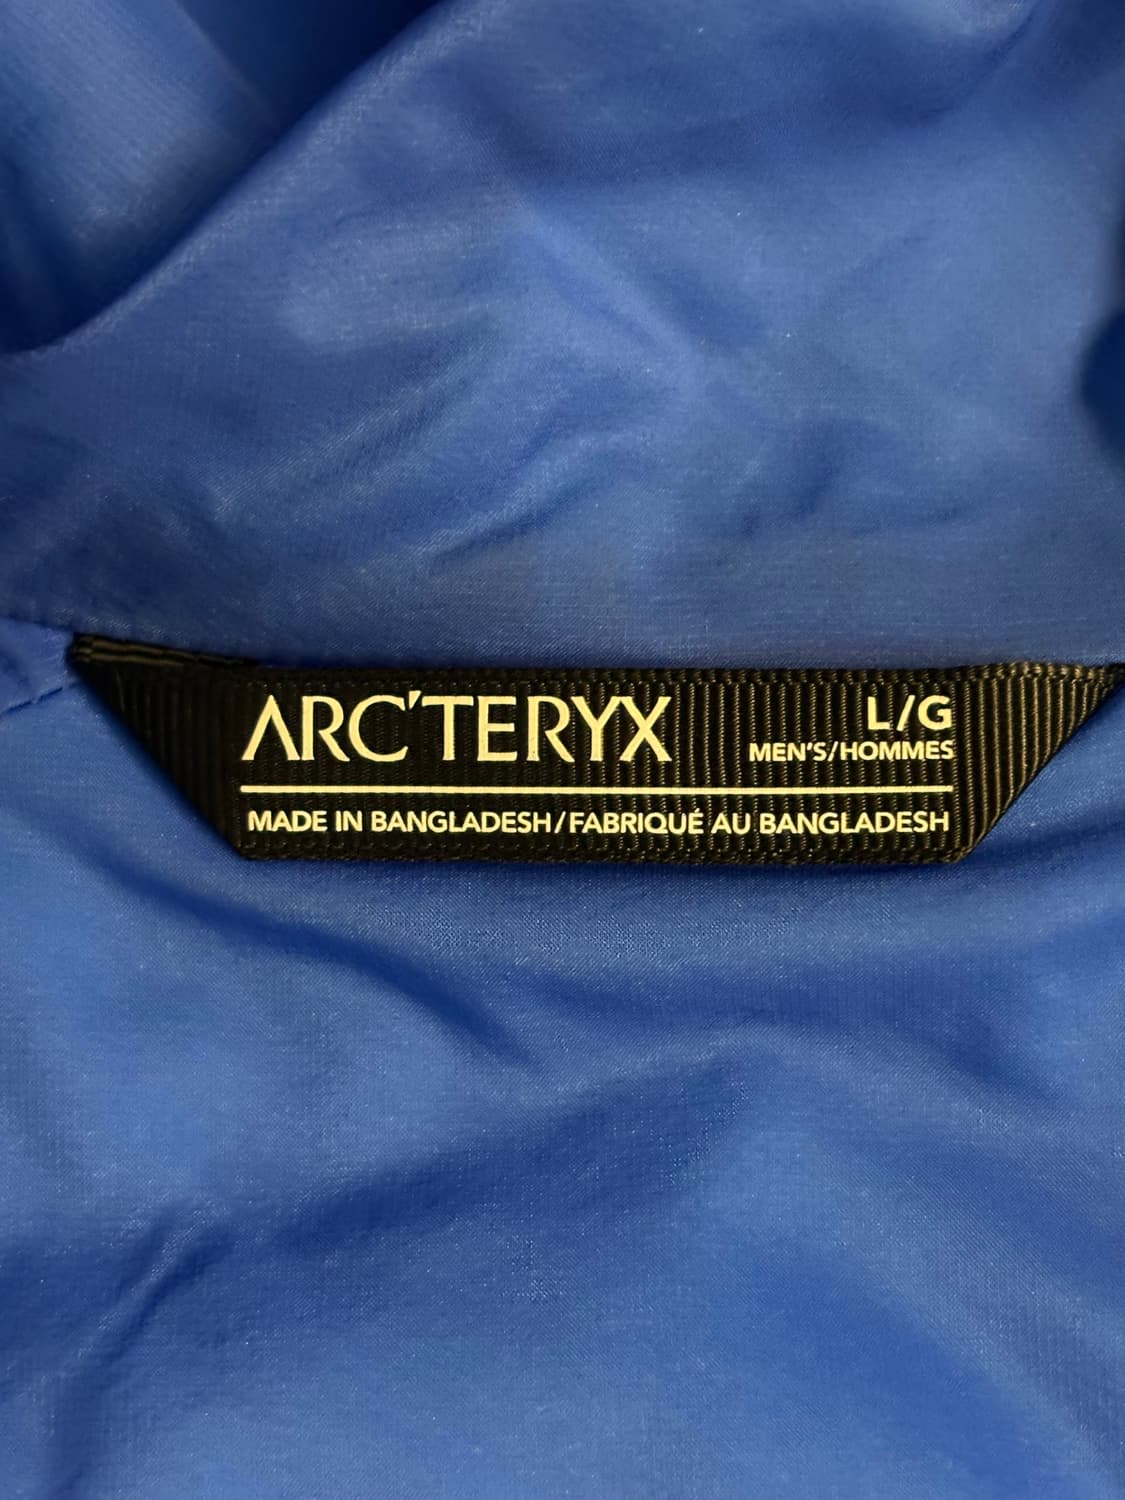 ARC'TERYX L/G
MEN'S/HOMMES
MADE IN BANGLADESH/FABRIQUÉ AU BANGLADESH